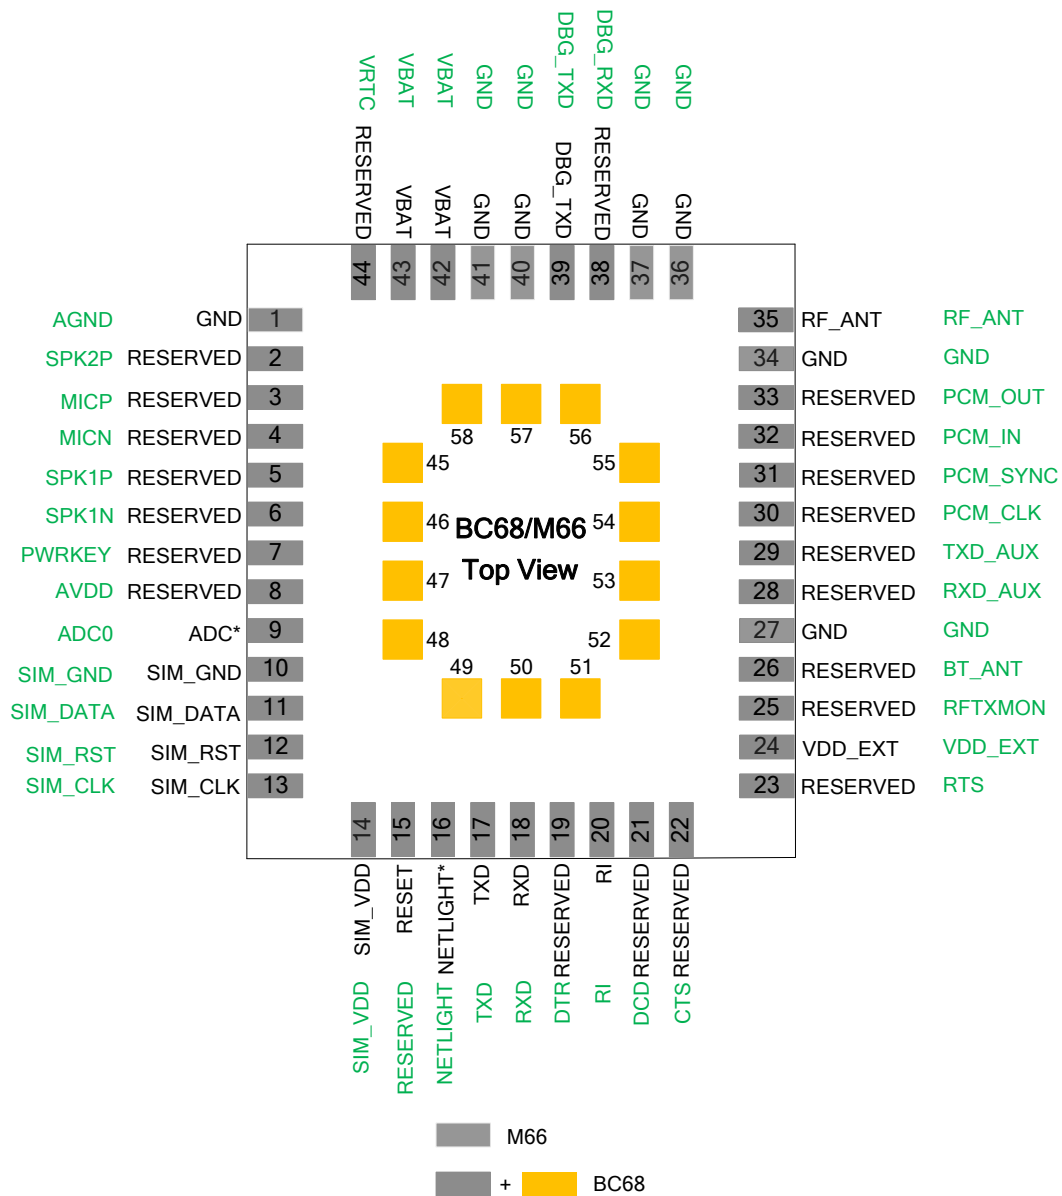 VRTC VBAT VBAT GND GND DBG_TXD DBG_RXD GND GND
RESERVED VBAT VBAT GND GND DBG_TXD RESERVED GND GND
44 43 42 41 40 39 38 37 36
AGND GND 1 35 RF_ANT RF_ANT
SPK2P RESERVED 2 34 GND GND
MICP RESERVED 3 33 RESERVED PCM_OUT
MICN RESERVED 4 32 RESERVED PCM_IN
SPK1P RESERVED 5 31 RESERVED PCM_SYNC
SPK1N RESERVED 6 30 RESERVED PCM_CLK
PWRKEY RESERVED 7 29 RESERVED TXD_AUX
AVDD RESERVED 8 28 RESERVED RXD_AUX
ADC0 ADC* 9 27 GND GND
SIM_GND SIM_GND 10 26 RESERVED BT_ANT
SIM_DATA SIM_DATA 11 25 RESERVED RFTXMON
SIM_RST SIM_RST 12 24 VDD_EXT VDD_EXT
SIM_CLK SIM_CLK 13 23 RESERVED RTS
58 57 56
45 55
46 54
47 53
48 52
49 50 51
BC68/M66
Top View
14 15 16 17 18 19 20 21 22
SIM_VDD RESET NETLIGHT* TXD RXD RESERVED RI RESERVED RESERVED
SIM_VDD RESERVED NETLIGHT TXD RXD DTR RI DCD CTS
M66
+ BC68